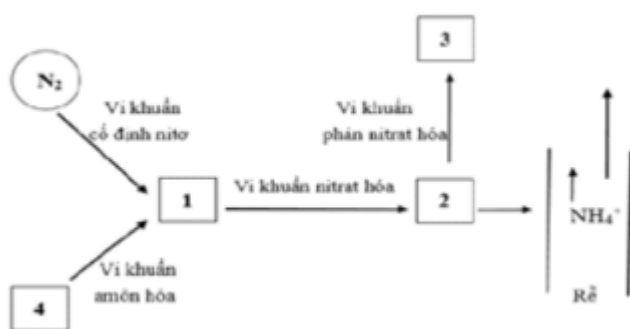 3
N₂
Vi khuẩn
cố định nitơ
Vi khuẩn
phản nitrat hóa
1
Vi khuẩn nitrat hóa
2
NH₄⁺
Vi khuẩn
amôn hóa
4
Rễ